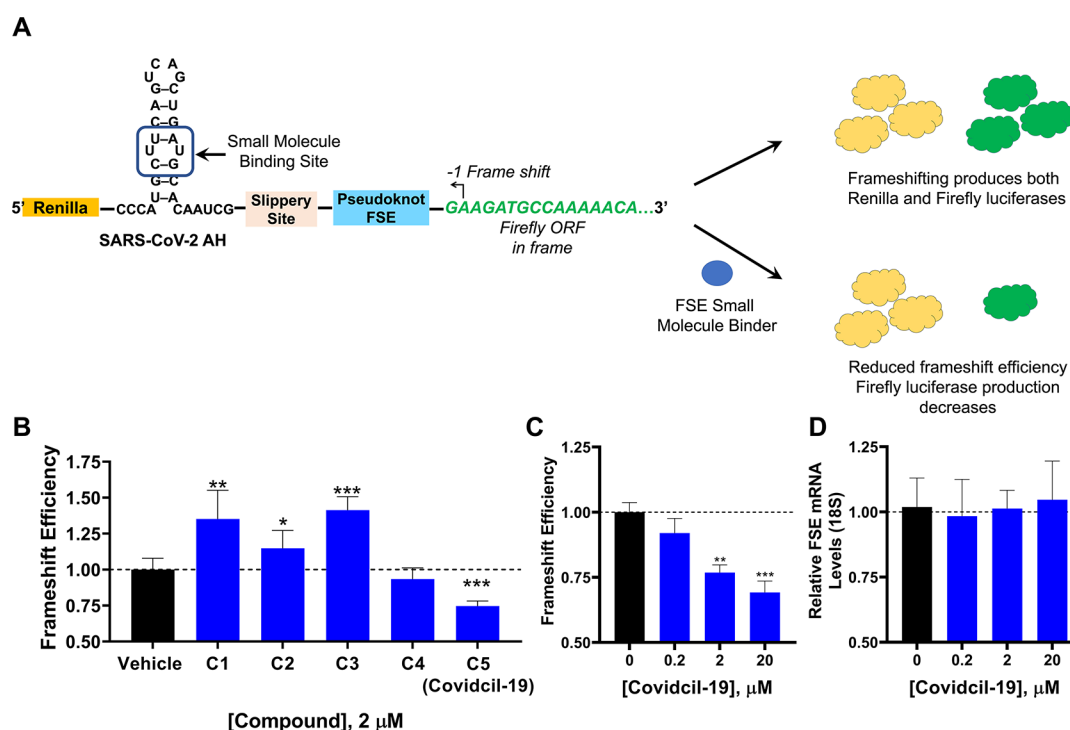 A
C A
U G
G–C
A–U
C–G
U–A
U U
C–G
G–C
U–A
Small Molecule
Binding Site
5' Renilla CCCA CAAUCG Slippery
Site
Pseudoknot
FSE
-1 Frame shift
GAAGATGCCAAAAACA...3'
Firefly ORF
in frame
SARS-CoV-2 AH
Frameshifting produces both
Renilla and Firefly luciferases
FSE Small
Molecule Binder
Reduced frameshift efficiency
Firefly luciferase production
decreases
B
Frameshift Efficiency
1.75
1.50
1.25
1.00
0.75
0.50
**
*
***
***
Vehicle C1 C2 C3 C4 C5
(Covidcil-19)
[Compound], 2 μM
C
Frameshift Efficiency
1.25
1.00
0.75
0.50
**
***
0 0.2 2 20
[Covidcil-19], μM
D
Relative FSE mRNA
Levels (18S)
1.25
1.00
0.75
0.50
0 0.2 2 20
[Covidcil-19], μM